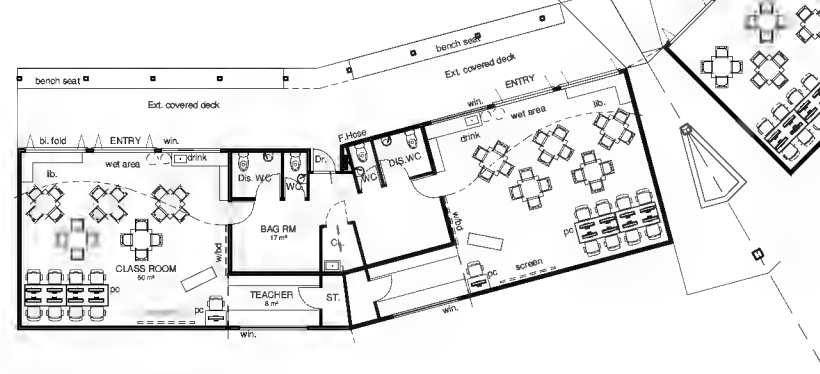 bench seat
Ext. covered deck
bi. fold
ENTRY
win.
F.Hose
wet area
drink
Dr.
lib.
Dis. WC
WC
WC
DIS.WC
BAG RM
17 m²
w/bd
Cl.
CLASS ROOM
pc
pc
TEACHER
8 m²
ST.
win.
bench seat
Ext. covered deck
ENTRY
win.
wet area
lib.
drink
w/bd
pc
screen
pc
win.